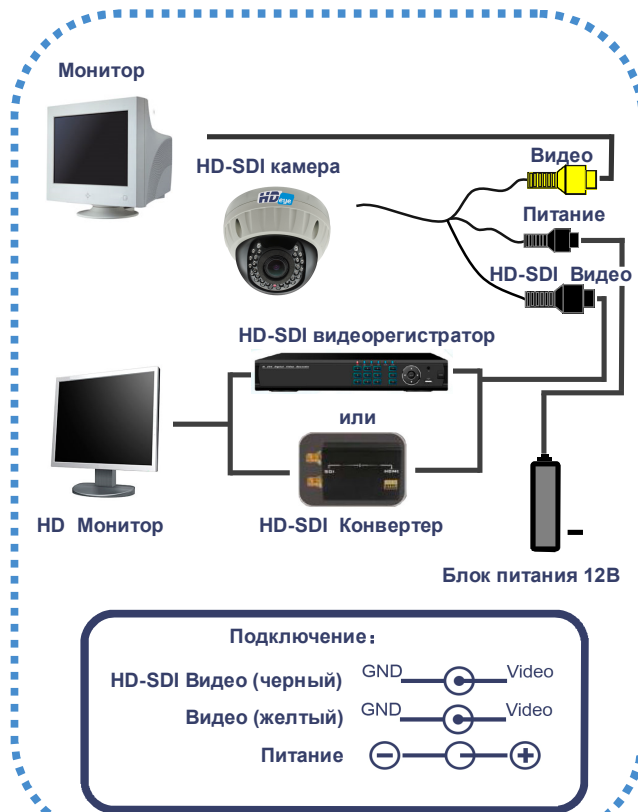 Монитор
HD-SDI камера
Видео
HDeye
Питание
HD-SDI Видео
HD-SDI видеорегистратор
или
HD Монитор
HD-SDI Конвертер
Блок питания 12В
Подключение:
HD-SDI Видео (черный) GND Video
Видео (желтый) GND Video
Питание − +